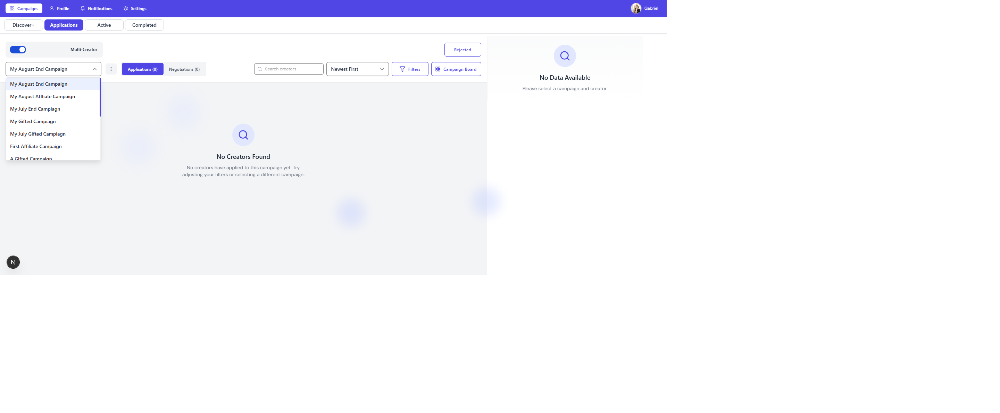 Campaigns
Profile
Notifications
Settings
Gabriel
Discover+
Applications
Active
Completed
Multi-Creator
Rejected
My August End Campaign
Applications (0)
Negotiations (0)
Search creators
Newest First
Filters
Campaign Board
My August End Campaign
My August Affliate Campaign
My July End Campiagn
My Gifted Campiagn
My July Gifted Campiagn
First Affiliate Campaign
A Gifted Campaign
No Creators Found
No creators have applied to this campaign yet. Try
adjusting your filters or selecting a different campaign.
No Data Available
Please select a campaign and creator.
N